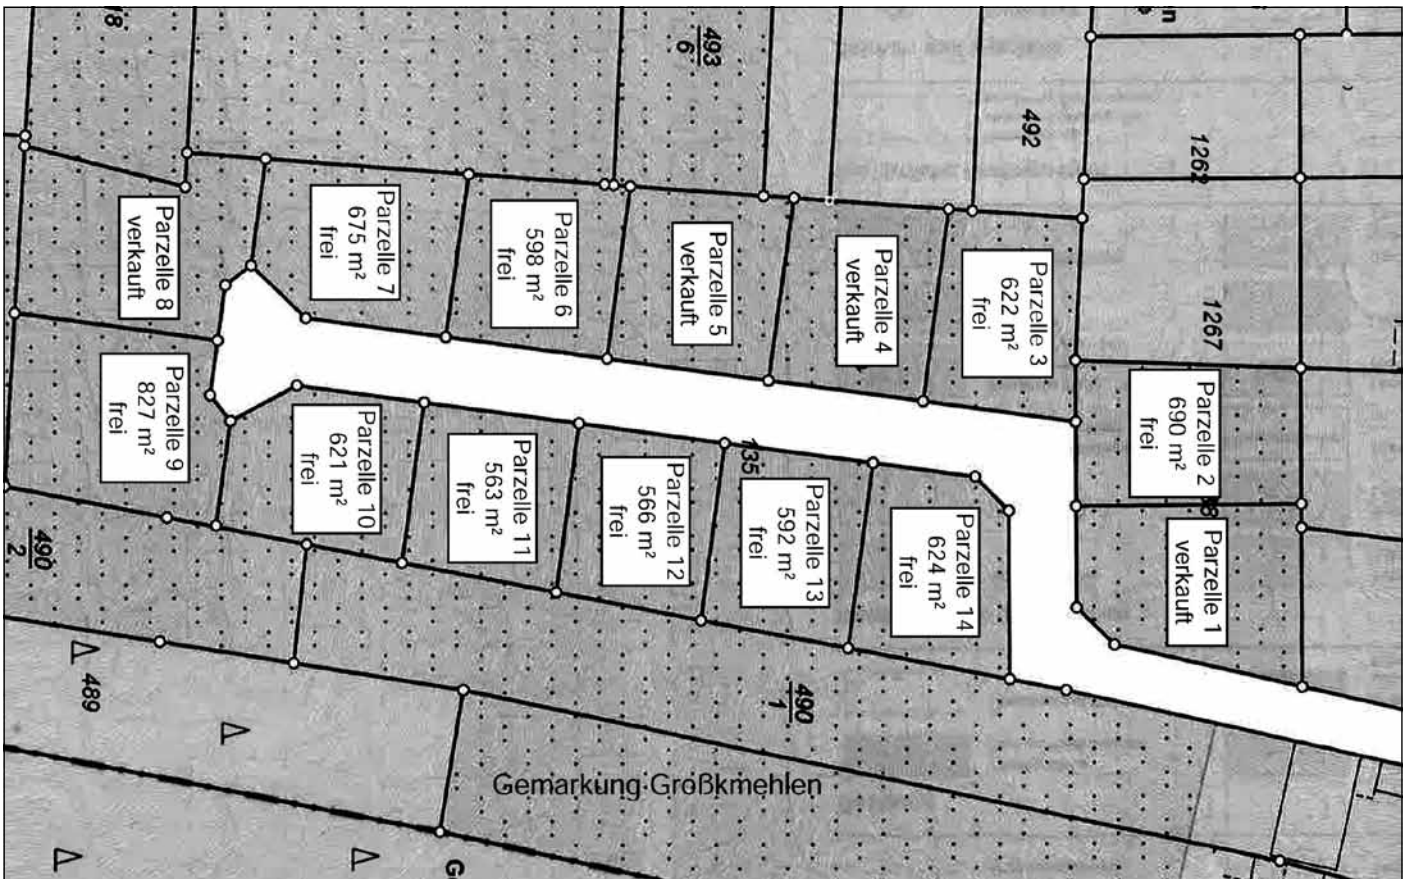 493
6
492
1262
1267
Parzelle 1
verkauft
Parzelle 2
690 m²
frei
Parzelle 3
622 m²
frei
Parzelle 4
verkauft
Parzelle 5
verkauft
Parzelle 6
598 m²
frei
Parzelle 7
675 m²
frei
Parzelle 8
verkauft
Parzelle 9
827 m²
frei
Parzelle 10
621 m²
frei
Parzelle 11
563 m²
frei
Parzelle 12
566 m²
frei
Parzelle 13
592 m²
frei
Parzelle 14
624 m²
frei
135
490
2
490
1
489
Gemarkung Großkmehlen